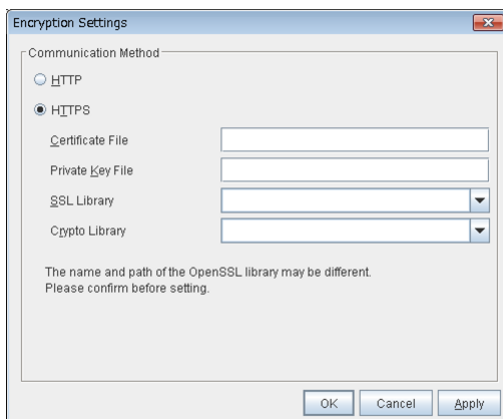 Encryption Settings
Communication Method
HTTP
HTTPS
Certificate File
Private Key File
SSL Library
Crypto Library
The name and path of the OpenSSL library may be different.
Please confirm before setting.
OK Cancel Apply